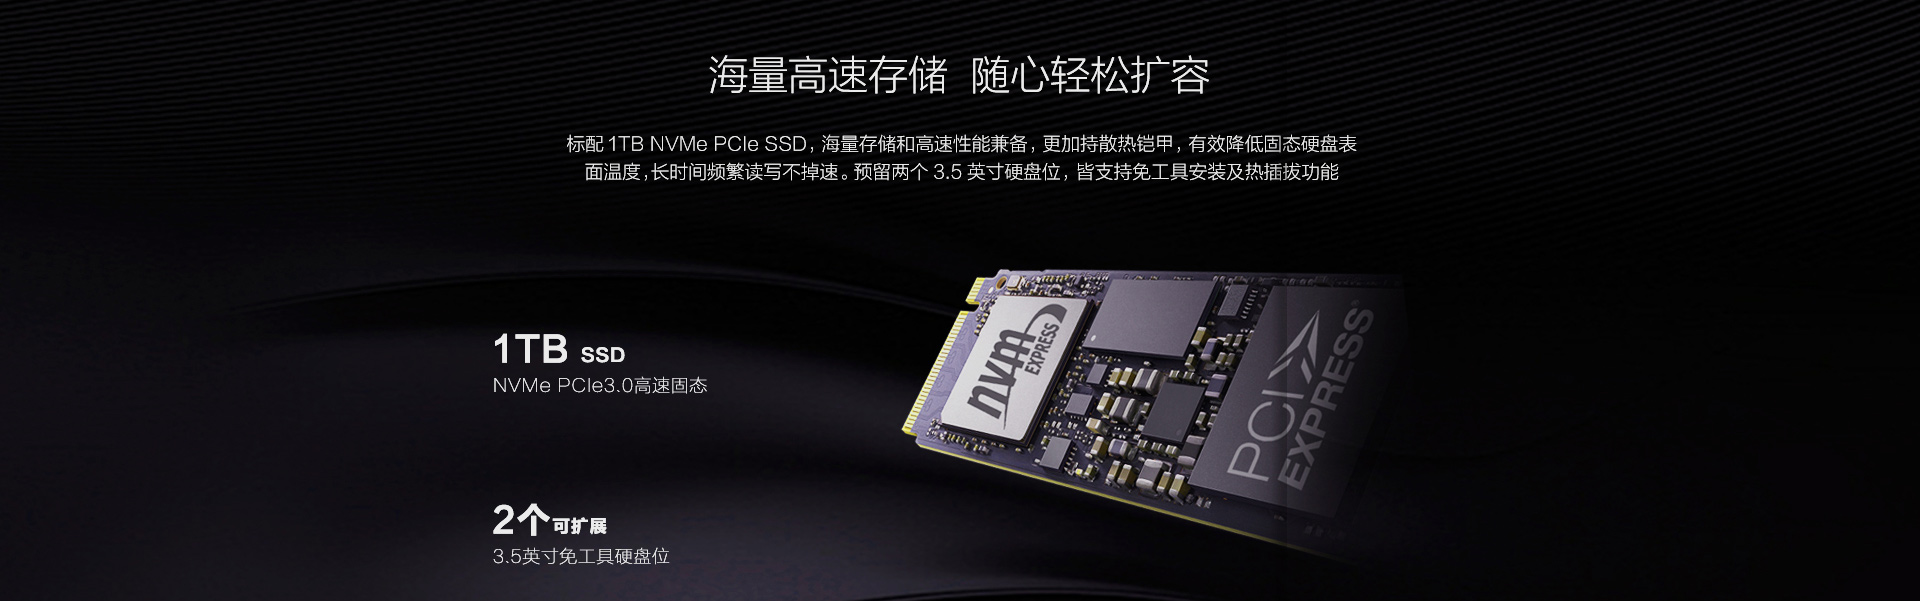 海量高速存储 随心轻松扩容
标配 1TB NVMe PCIe SSD，海量存储和高速性能兼备，更加持散热铠甲，有效降低固态硬盘表
面温度，长时间频繁读写不掉速。预留两个 3.5 英寸硬盘位，皆支持免工具安装及热插拔功能
1TB SSD
NVMe PCIe3.0高速固态
nvm
EXPRESS
PCI
EXPRESS®
2个可扩展
3.5英寸免工具硬盘位